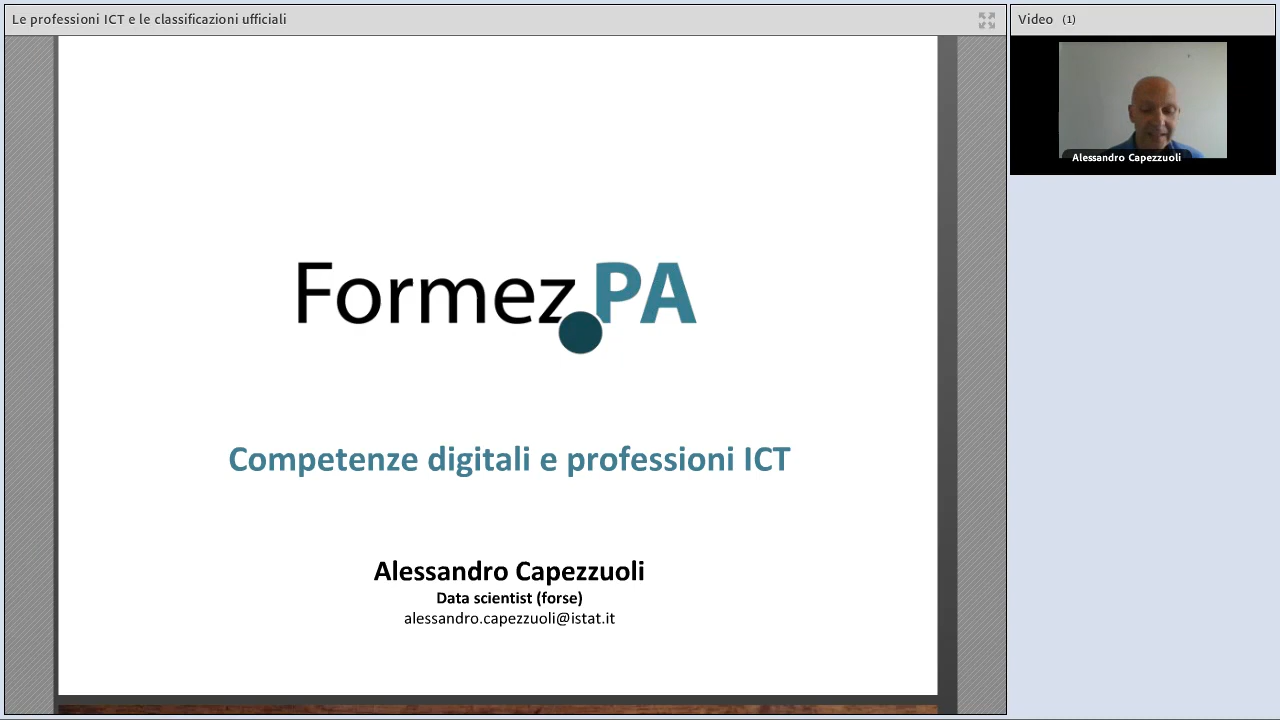 Le professioni ICT e le classificazioni ufficiali
Video (1)
Alessandro Capezzuoli
Formez PA
Competenze digitali e professioni ICT
Alessandro Capezzuoli
Data scientist (forse)
alessandro.capezzuoli@istat.it